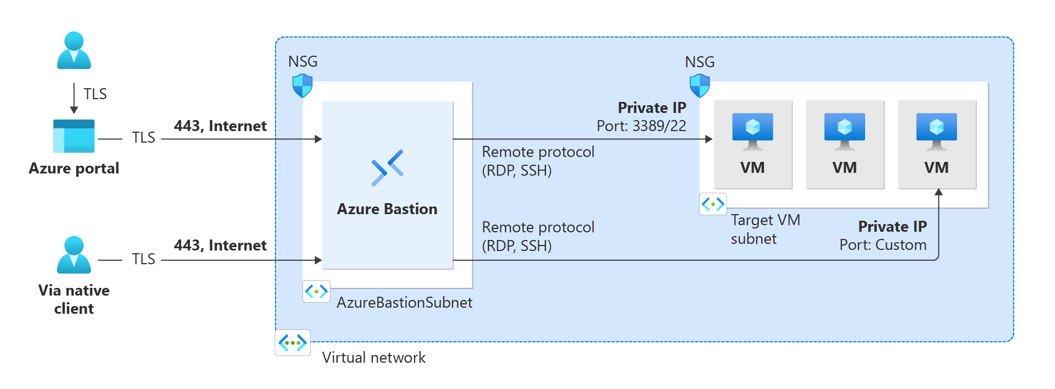 NSG
NSG
TLS
Azure portal
TLS
443, Internet
Private IP
Port: 3389/22
Remote protocol
(RDP, SSH)
VM
VM
VM
Azure Bastion
Target VM
subnet
Remote protocol
(RDP, SSH)
Private IP
Port: Custom
443, Internet
TLS
Via native
client
AzureBastionSubnet
Virtual network